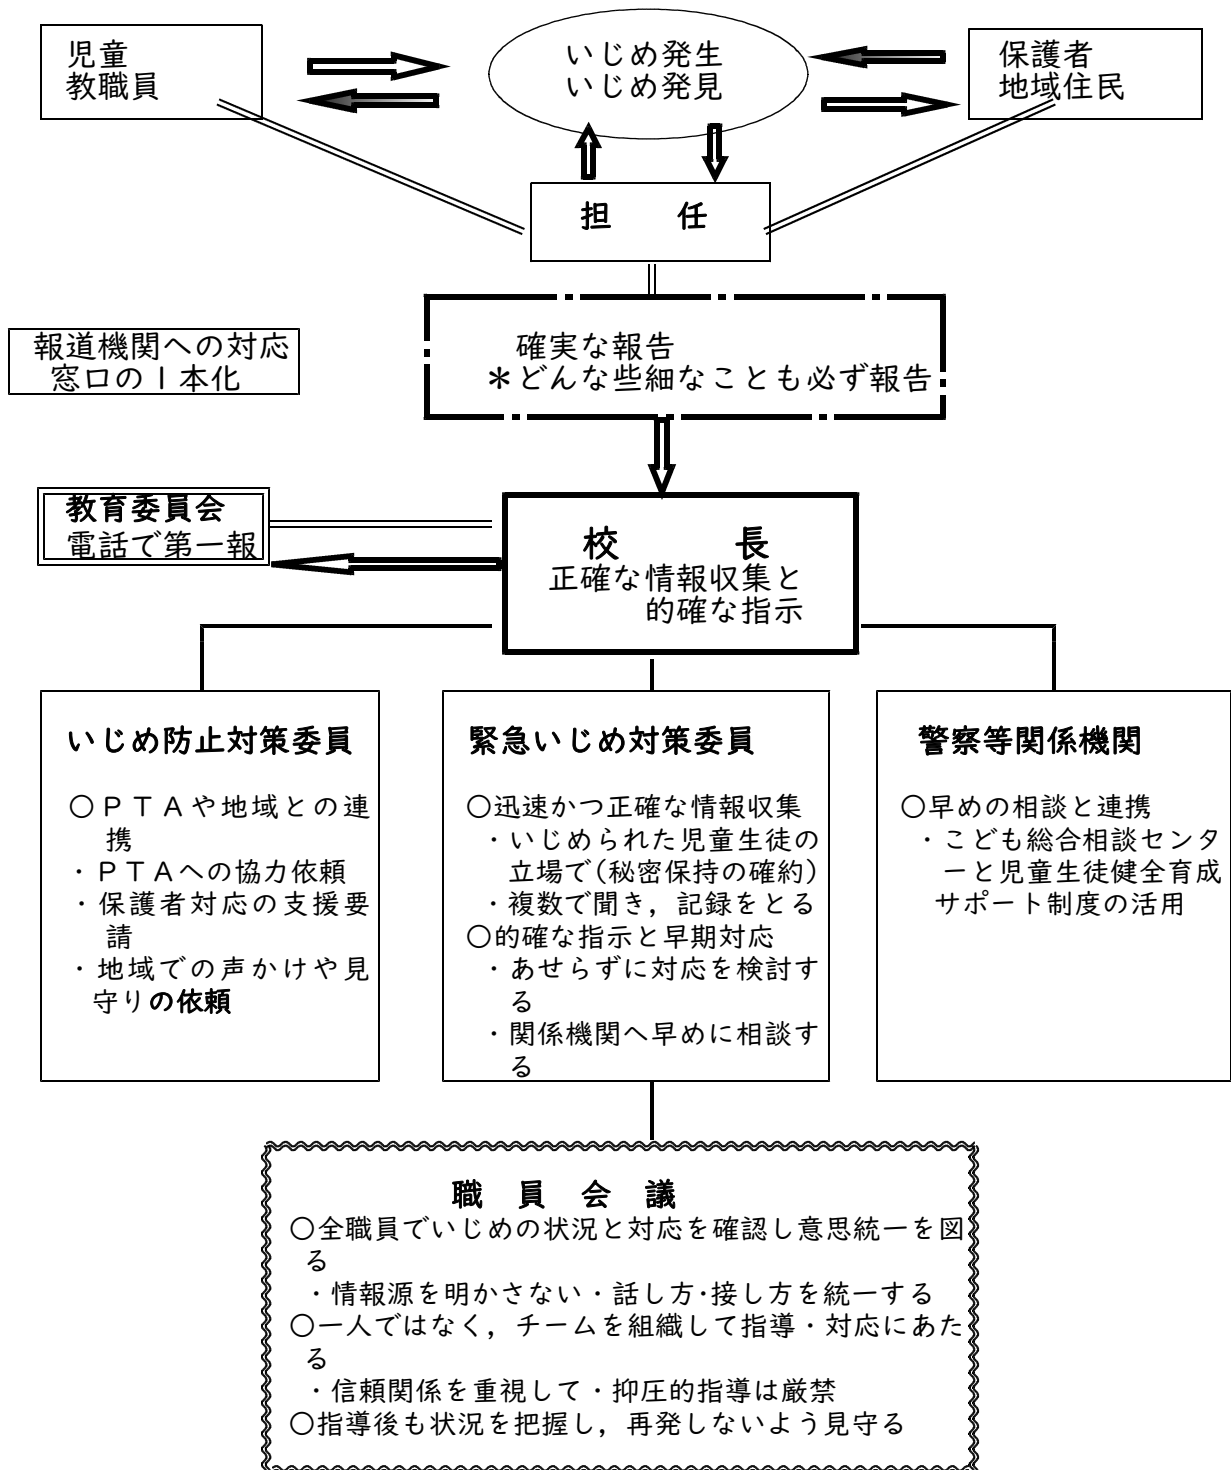 児童
教職員
いじめ発生
いじめ発見
保護者
地域住民
担　　任
報道機関への対応
窓口の1本化
確実な報告
＊どんな些細なことも必ず報告
教育委員会
電話で第一報
校　　　長
正確な情報収集と
的確な指示
いじめ防止対策委員
○ＰＴＡや地域との連
携
・ＰＴＡへの協力依頼
・保護者対応の支援要
請
・地域での声かけや見
守りの依頼
緊急いじめ対策委員
○迅速かつ正確な情報収集
・いじめられた児童生徒の
立場で(秘密保持の確約)
・複数で聞き，記録をとる
○的確な指示と早期対応
・あせらずに対応を検討す
る
・関係機関へ早めに相談す
る
警察等関係機関
○早めの相談と連携
・こども総合相談センタ
ーと児童生徒健全育成
サポート制度の活用
職　員　会　議
○全職員でいじめの状況と対応を確認し意思統一を図
る
・情報源を明かさない・話し方･接し方を統一する
○一人ではなく，チームを組織して指導・対応にあた
る
・信頼関係を重視して・抑圧的指導は厳禁
○指導後も状況を把握し，再発しないよう見守る